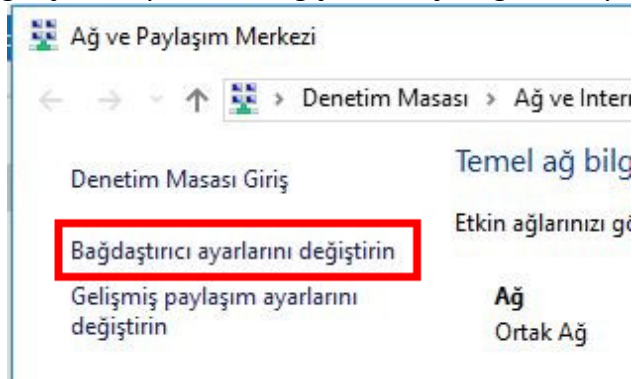 Ağ ve Paylaşım Merkezi
Denetim Masası > Ağ ve Intern
Denetim Masası Giriş
Temel ağ bilg
Etkin ağlarınızı gö
Bağdaştırıcı ayarlarını değiştirin
Gelişmiş paylaşım ayarlarını
değiştirin
Ağ
Ortak Ağ